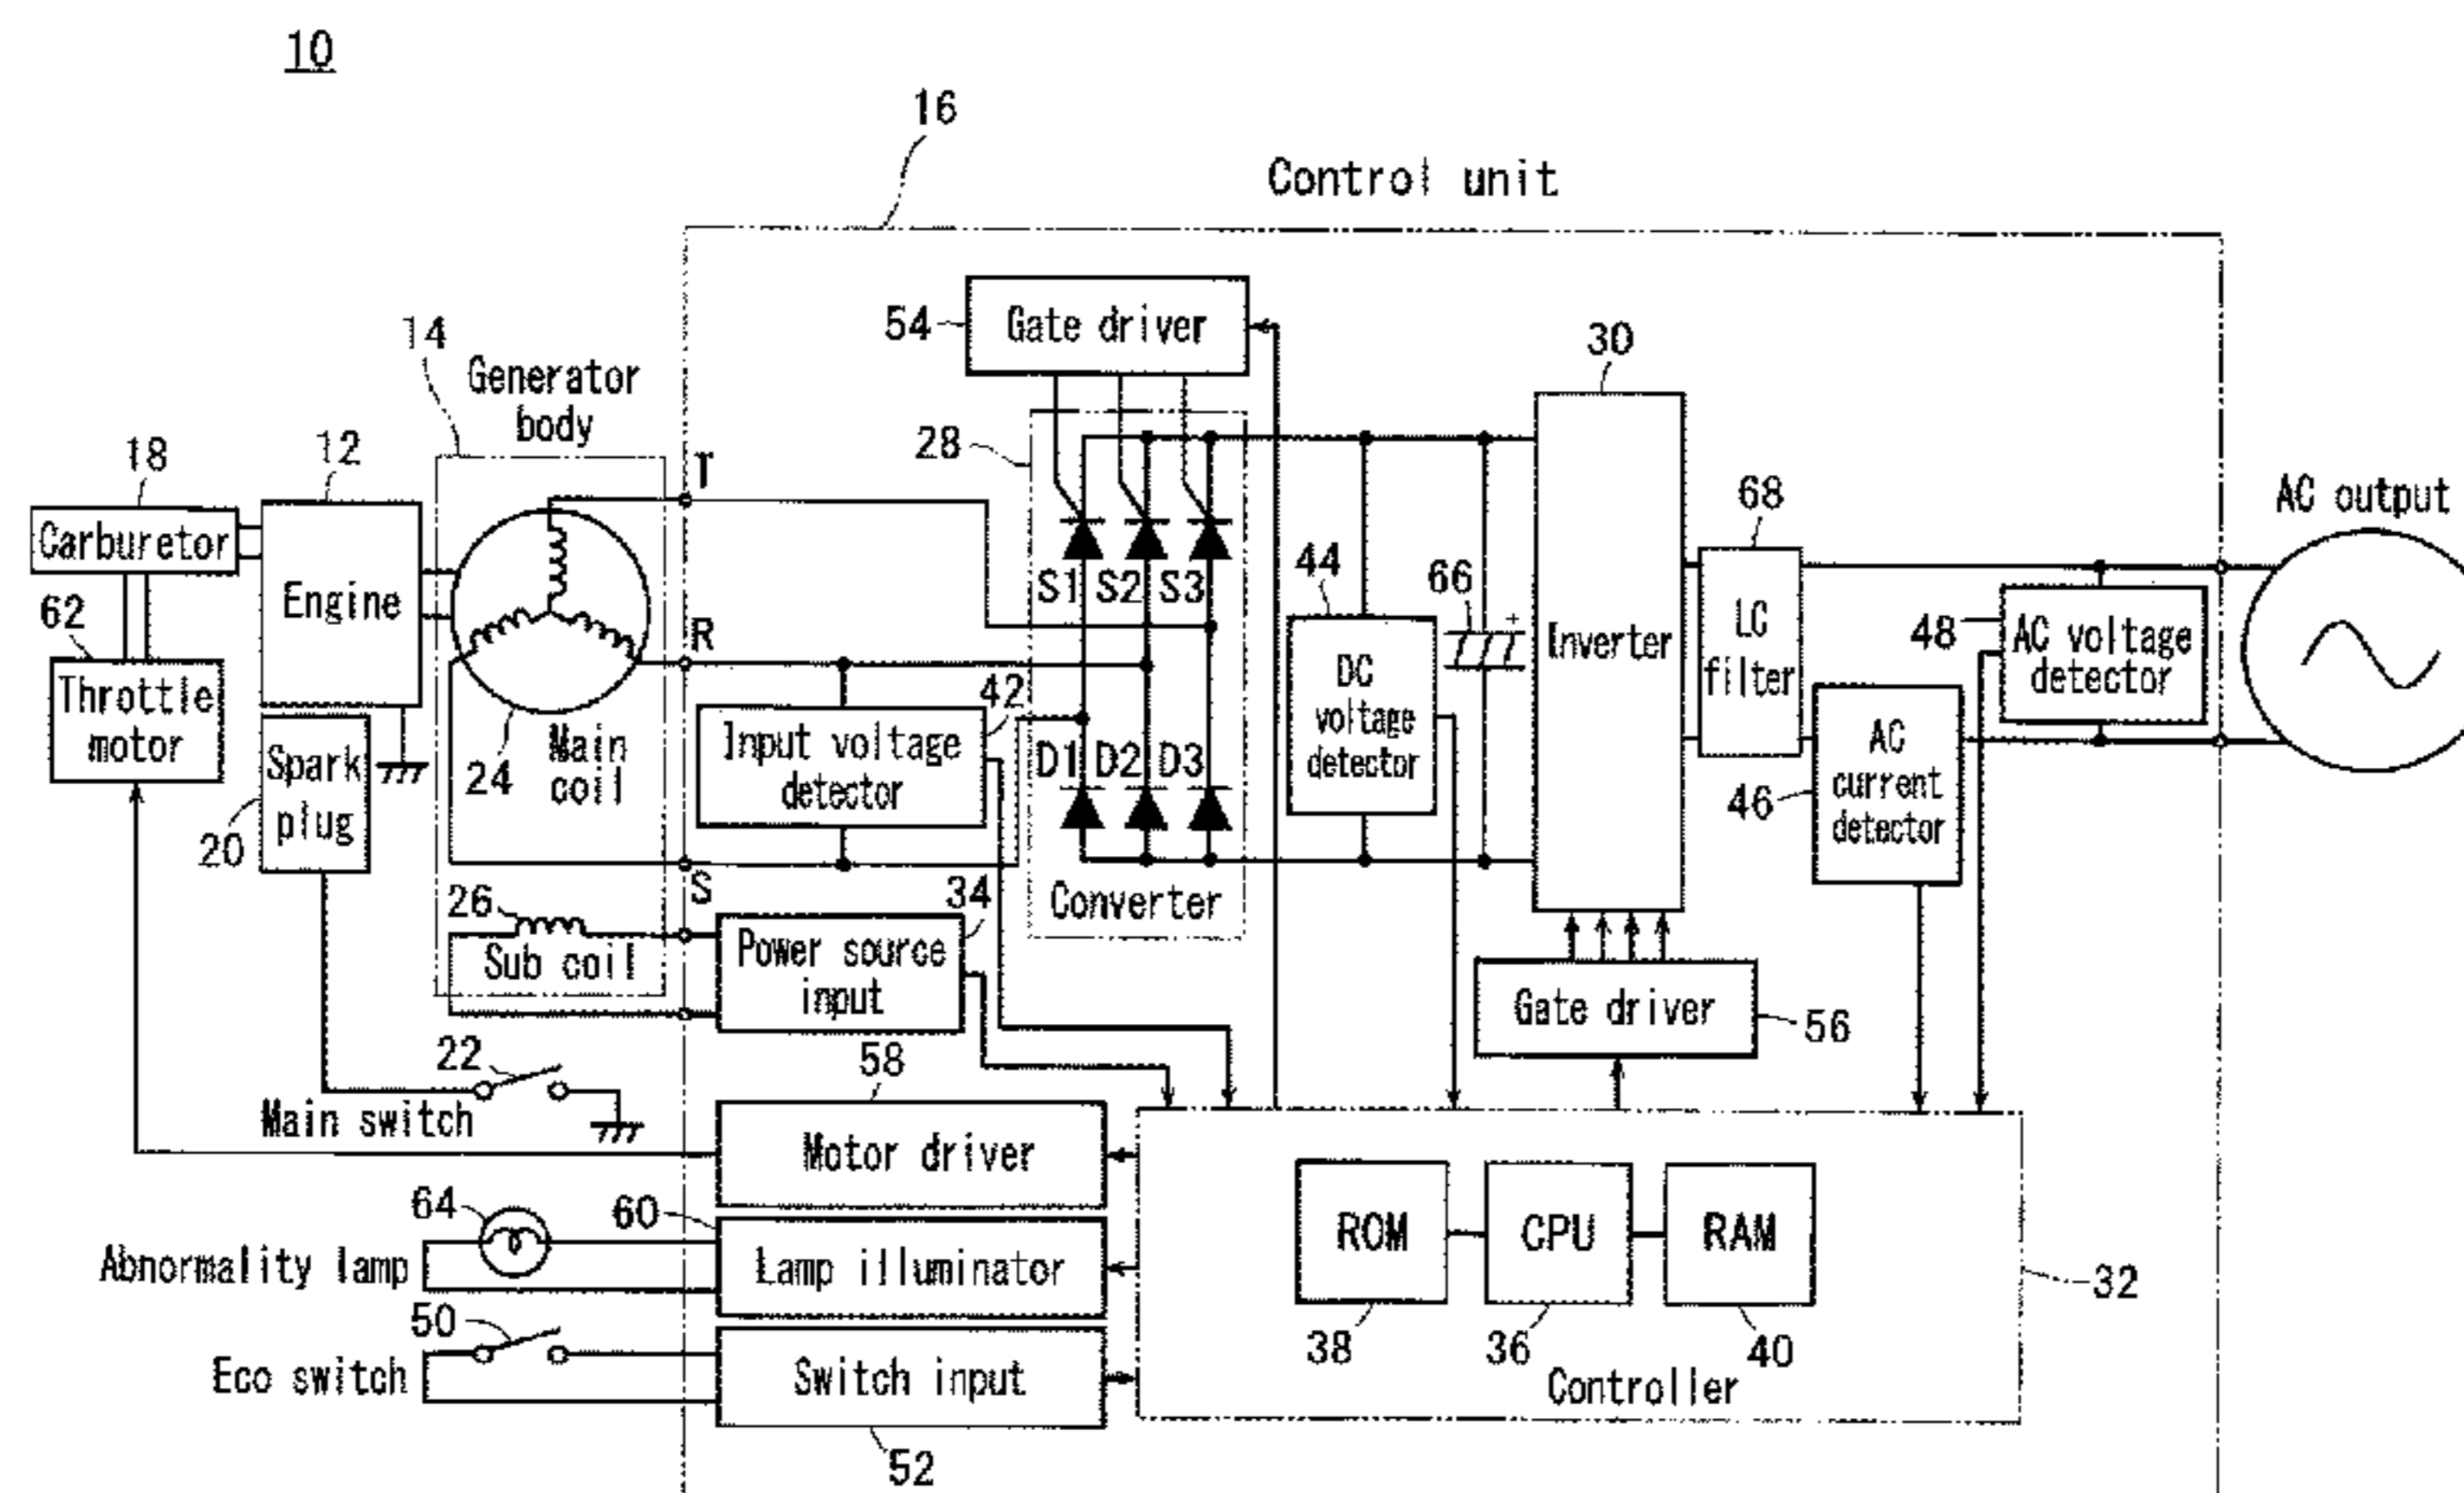 10
16
Control unit
54
Gate driver
14
Generator
body
30
28
18
12
T
68
AC output
Carburetor
Engine
62
S1 S2 S3
44
66
+
Inverter
LC
filter
48
AC voltage
detector
R
42
Throttle
motor
Spark
plug
20
24
Main
coil
Input voltage
detector
D1 D2 D3
DC
voltage
detector
46
AC
current
detector
S
34
26
Sub coil
Power source
input
Converter
Gate driver
56
22
Main switch
58
Motor driver
64
60
Abnormality lamp
Lamp illuminator
ROM
CPU
RAM
32
50
Eco switch
Switch input
38
36
40
Controller
52